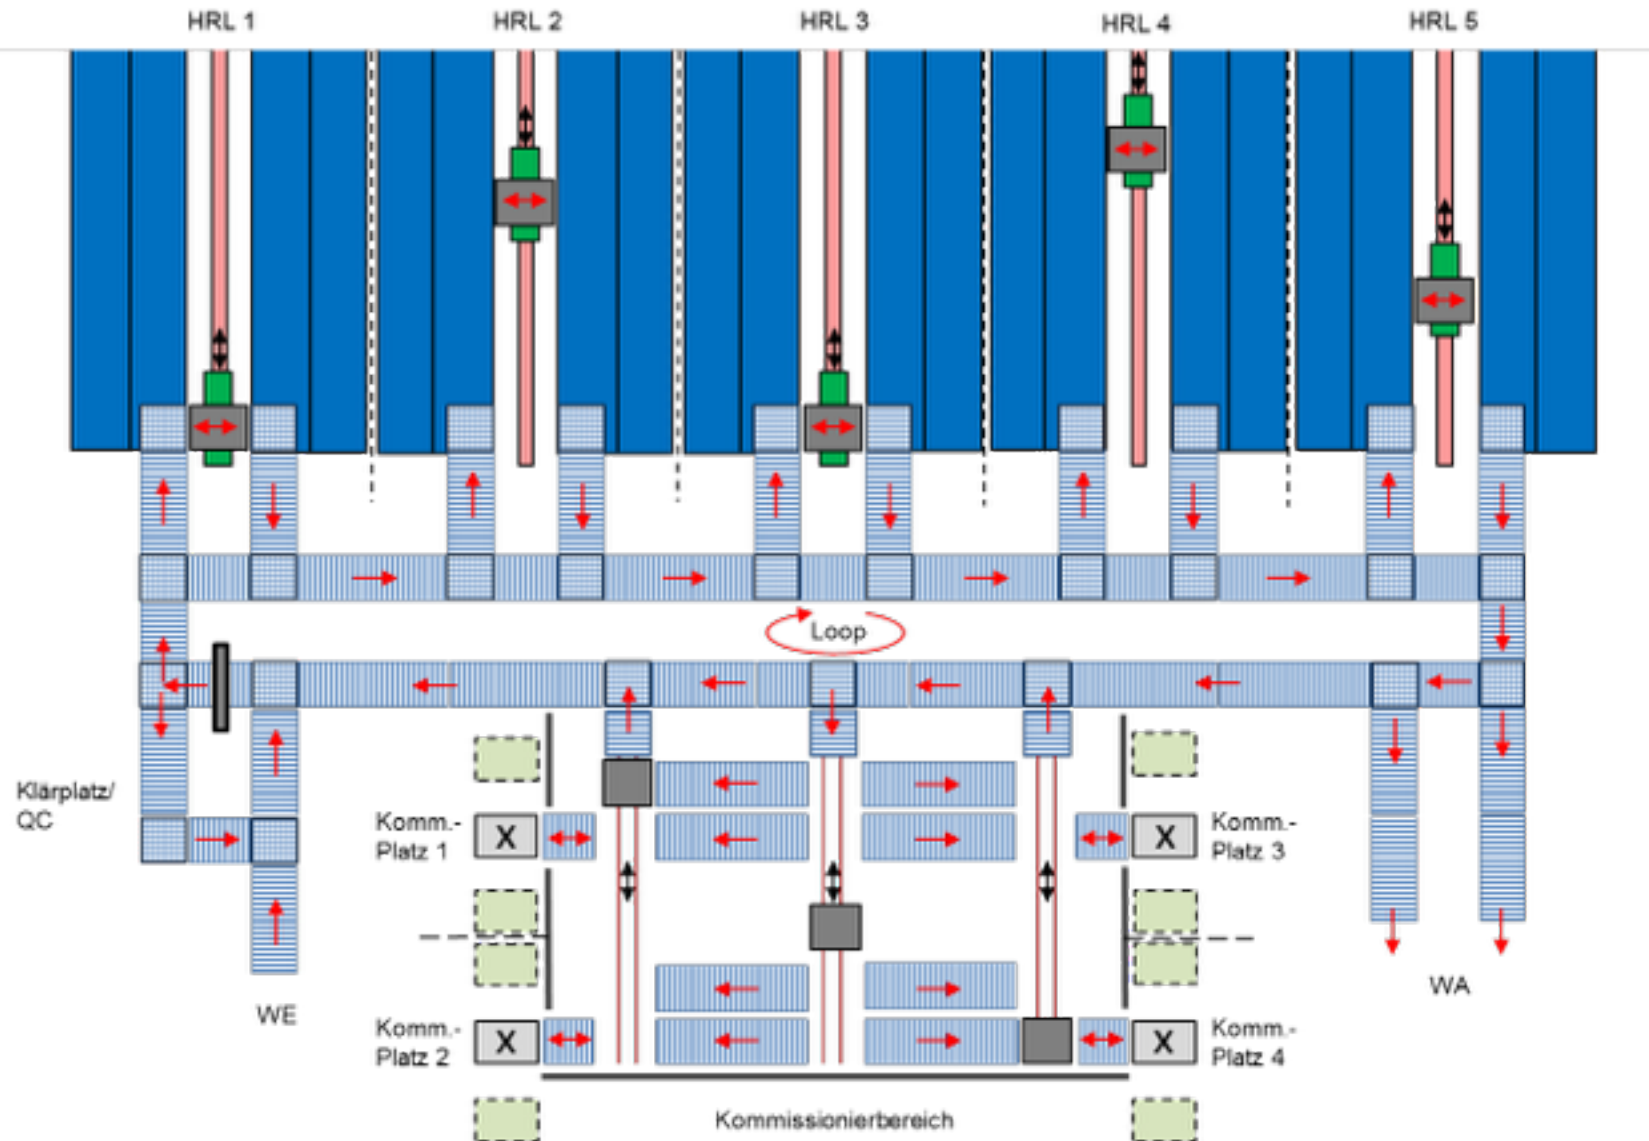 HRL 1
HRL 2
HRL 3
HRL 4
HRL 5
Loop
Klärplatz/
QC
Komm.-
Platz 1
X
X
Komm.-
Platz 3
WE
WA
Komm.-
Platz 2
X
X
Komm.-
Platz 4
Kommissionierbereich